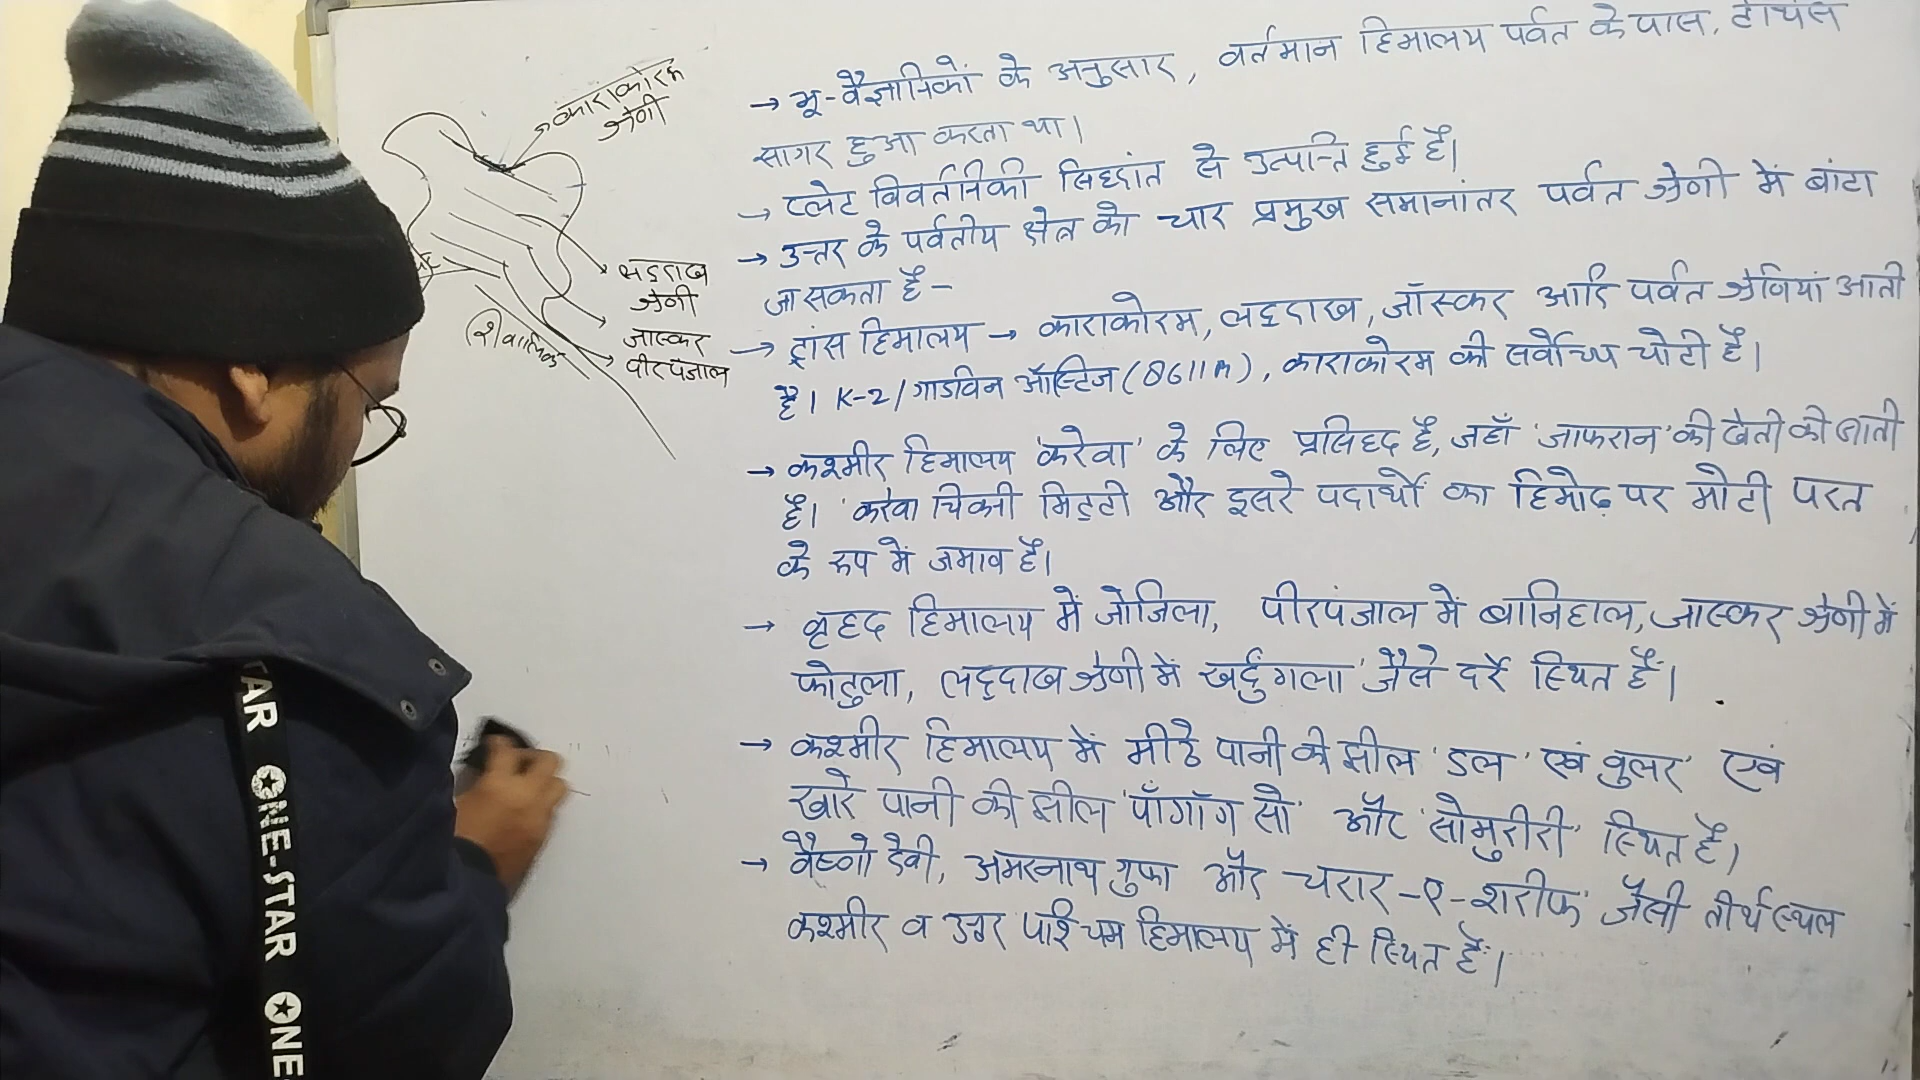 काराकोरम
श्रेणी
लद्दाख
श्रेणी
जास्कर
पीरपंजाल
शिवालिक
→ भू-वैज्ञानिकों के अनुसार, वर्तमान हिमालय पर्वत के पास, टेथिस
सागर हुआ करता था।
→ प्लेट विवर्तनिकी सिद्धांत से उत्पत्ति हुई है।
→ उत्तर के पर्वतीय क्षेत्र को चार प्रमुख समानांतर पर्वत श्रेणी में बांटा
जा सकता है -
→ ट्रांस हिमालय → काराकोरम, लद्दाख, जॉस्कर आदि पर्वत श्रेणियां आती
है। K-2/ गाडविन ऑस्टिन (8611m), काराकोरम की सर्वोच्च चोटी है।
→ कश्मीर हिमालय 'करेवा' के लिए प्रसिद्ध है, जहाँ 'जाफरान' की खेती की जाती
है। 'करेवा चिकनी मिट्टी और दूसरे पदार्थों का हिमोढ़ पर मोटी परत
के रूप में जमाव है।
→ वृहद हिमालय में जोजिला, पीरपंजाल में बानिहाल, जास्कर श्रेणी में
फोटुला, लद्दाख श्रेणी में खर्दुंगला' जैसे दर्रे स्थित हैं।
→ कश्मीर हिमालय में मीठे पानी की झील 'डल' एवं वुलर' एवं
खारे पानी की झील 'पाँगॉग सो' और 'सोमुरीरी' स्थित है।
→ वैष्णो देवी, अमरनाथ गुफा और चरार-ए-शरीफ' जैसी तीर्थ स्थल
कश्मीर व उत्तर पश्चिम हिमालय में ही स्थित हैं।
STAR ONE-STAR ONE-